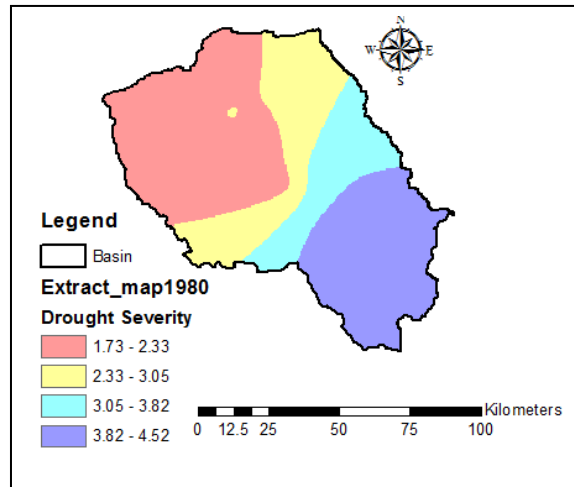 N
W E
S
Legend
Basin
Extract_map1980
Drought Severity
1.73 - 2.33
2.33 - 3.05
3.05 - 3.82
3.82 - 4.52
Kilometers
0 12.5 25 50 75 100